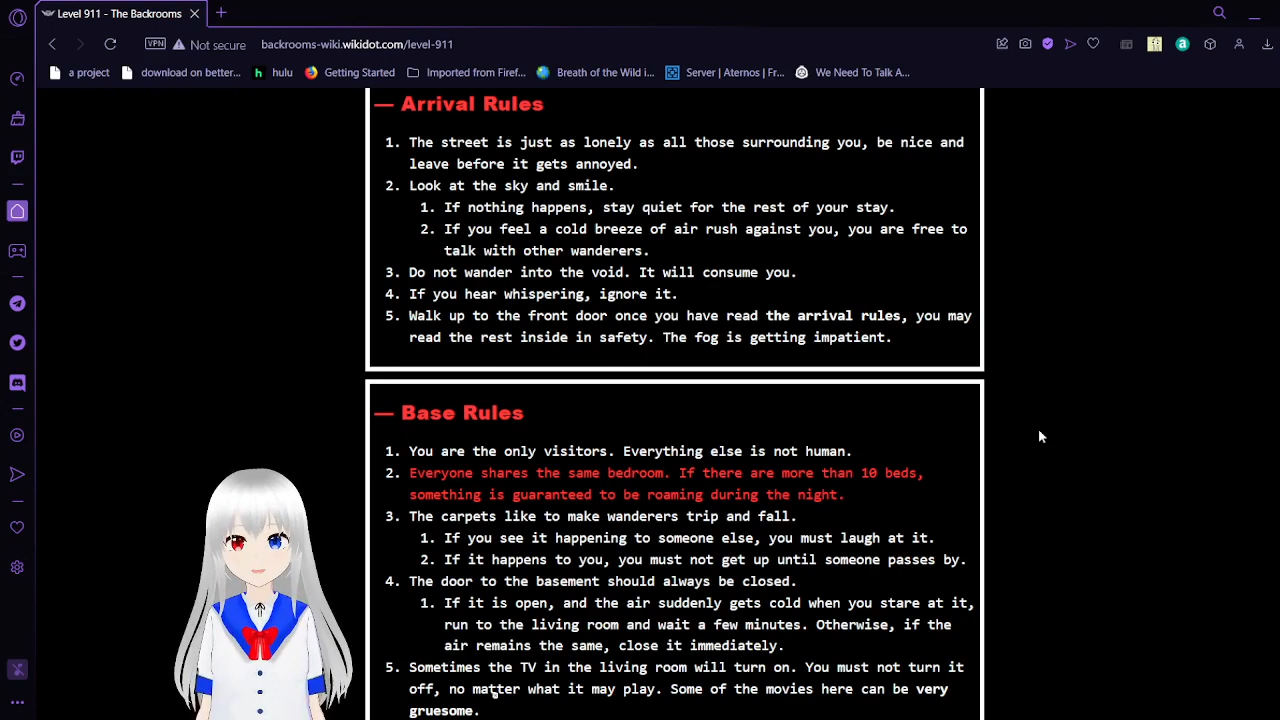 Level 911 - The Backrooms
VPN Not secure backrooms-wiki.wikidot.com/level-911
a project download on better... hulu Getting Started Imported from Firef... Breath of the Wild i... Server | Aternos | Fr... We Need To Talk A...
— Arrival Rules
1. The street is just as lonely as all those surrounding you, be nice and
leave before it gets annoyed.
2. Look at the sky and smile.
1. If nothing happens, stay quiet for the rest of your stay.
2. If you feel a cold breeze of air rush against you, you are free to
talk with other wanderers.
3. Do not wander into the void. It will consume you.
4. If you hear whispering, ignore it.
5. Walk up to the front door once you have read the arrival rules, you may
read the rest inside in safety. The fog is getting impatient.
— Base Rules
1. You are the only visitors. Everything else is not human.
2. Everyone shares the same bedroom. If there are more than 10 beds,
something is guaranteed to be roaming during the night.
3. The carpets like to make wanderers trip and fall.
1. If you see it happening to someone else, you must laugh at it.
2. If it happens to you, you must not get up until someone passes by.
4. The door to the basement should always be closed.
1. If it is open, and the air suddenly gets cold when you stare at it,
run to the living room and wait a few minutes. Otherwise, if the
air remains the same, close it immediately.
5. Sometimes the TV in the living room will turn on. You must not turn it
off, no matter what it may play. Some of the movies here can be very
gruesome.